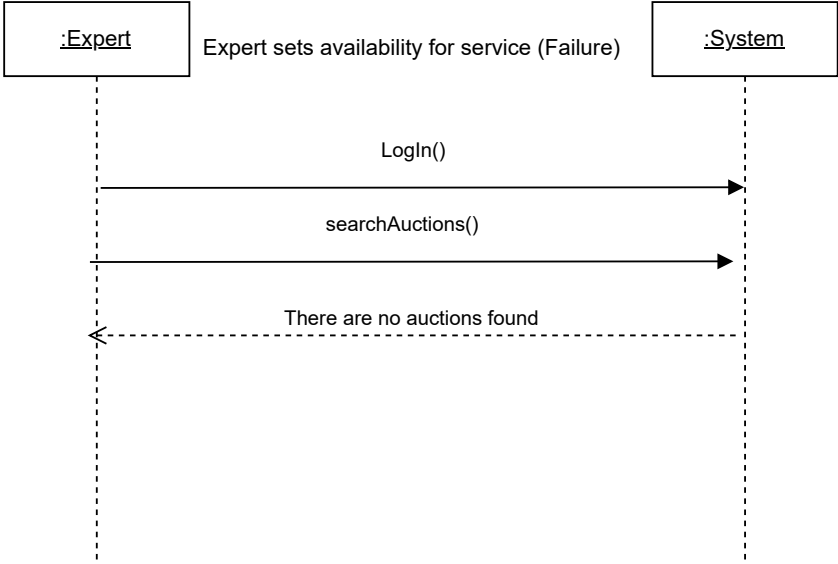 :Expert
Expert sets availability for service (Failure)
:System
LogIn()
searchAuctions()
There are no auctions found